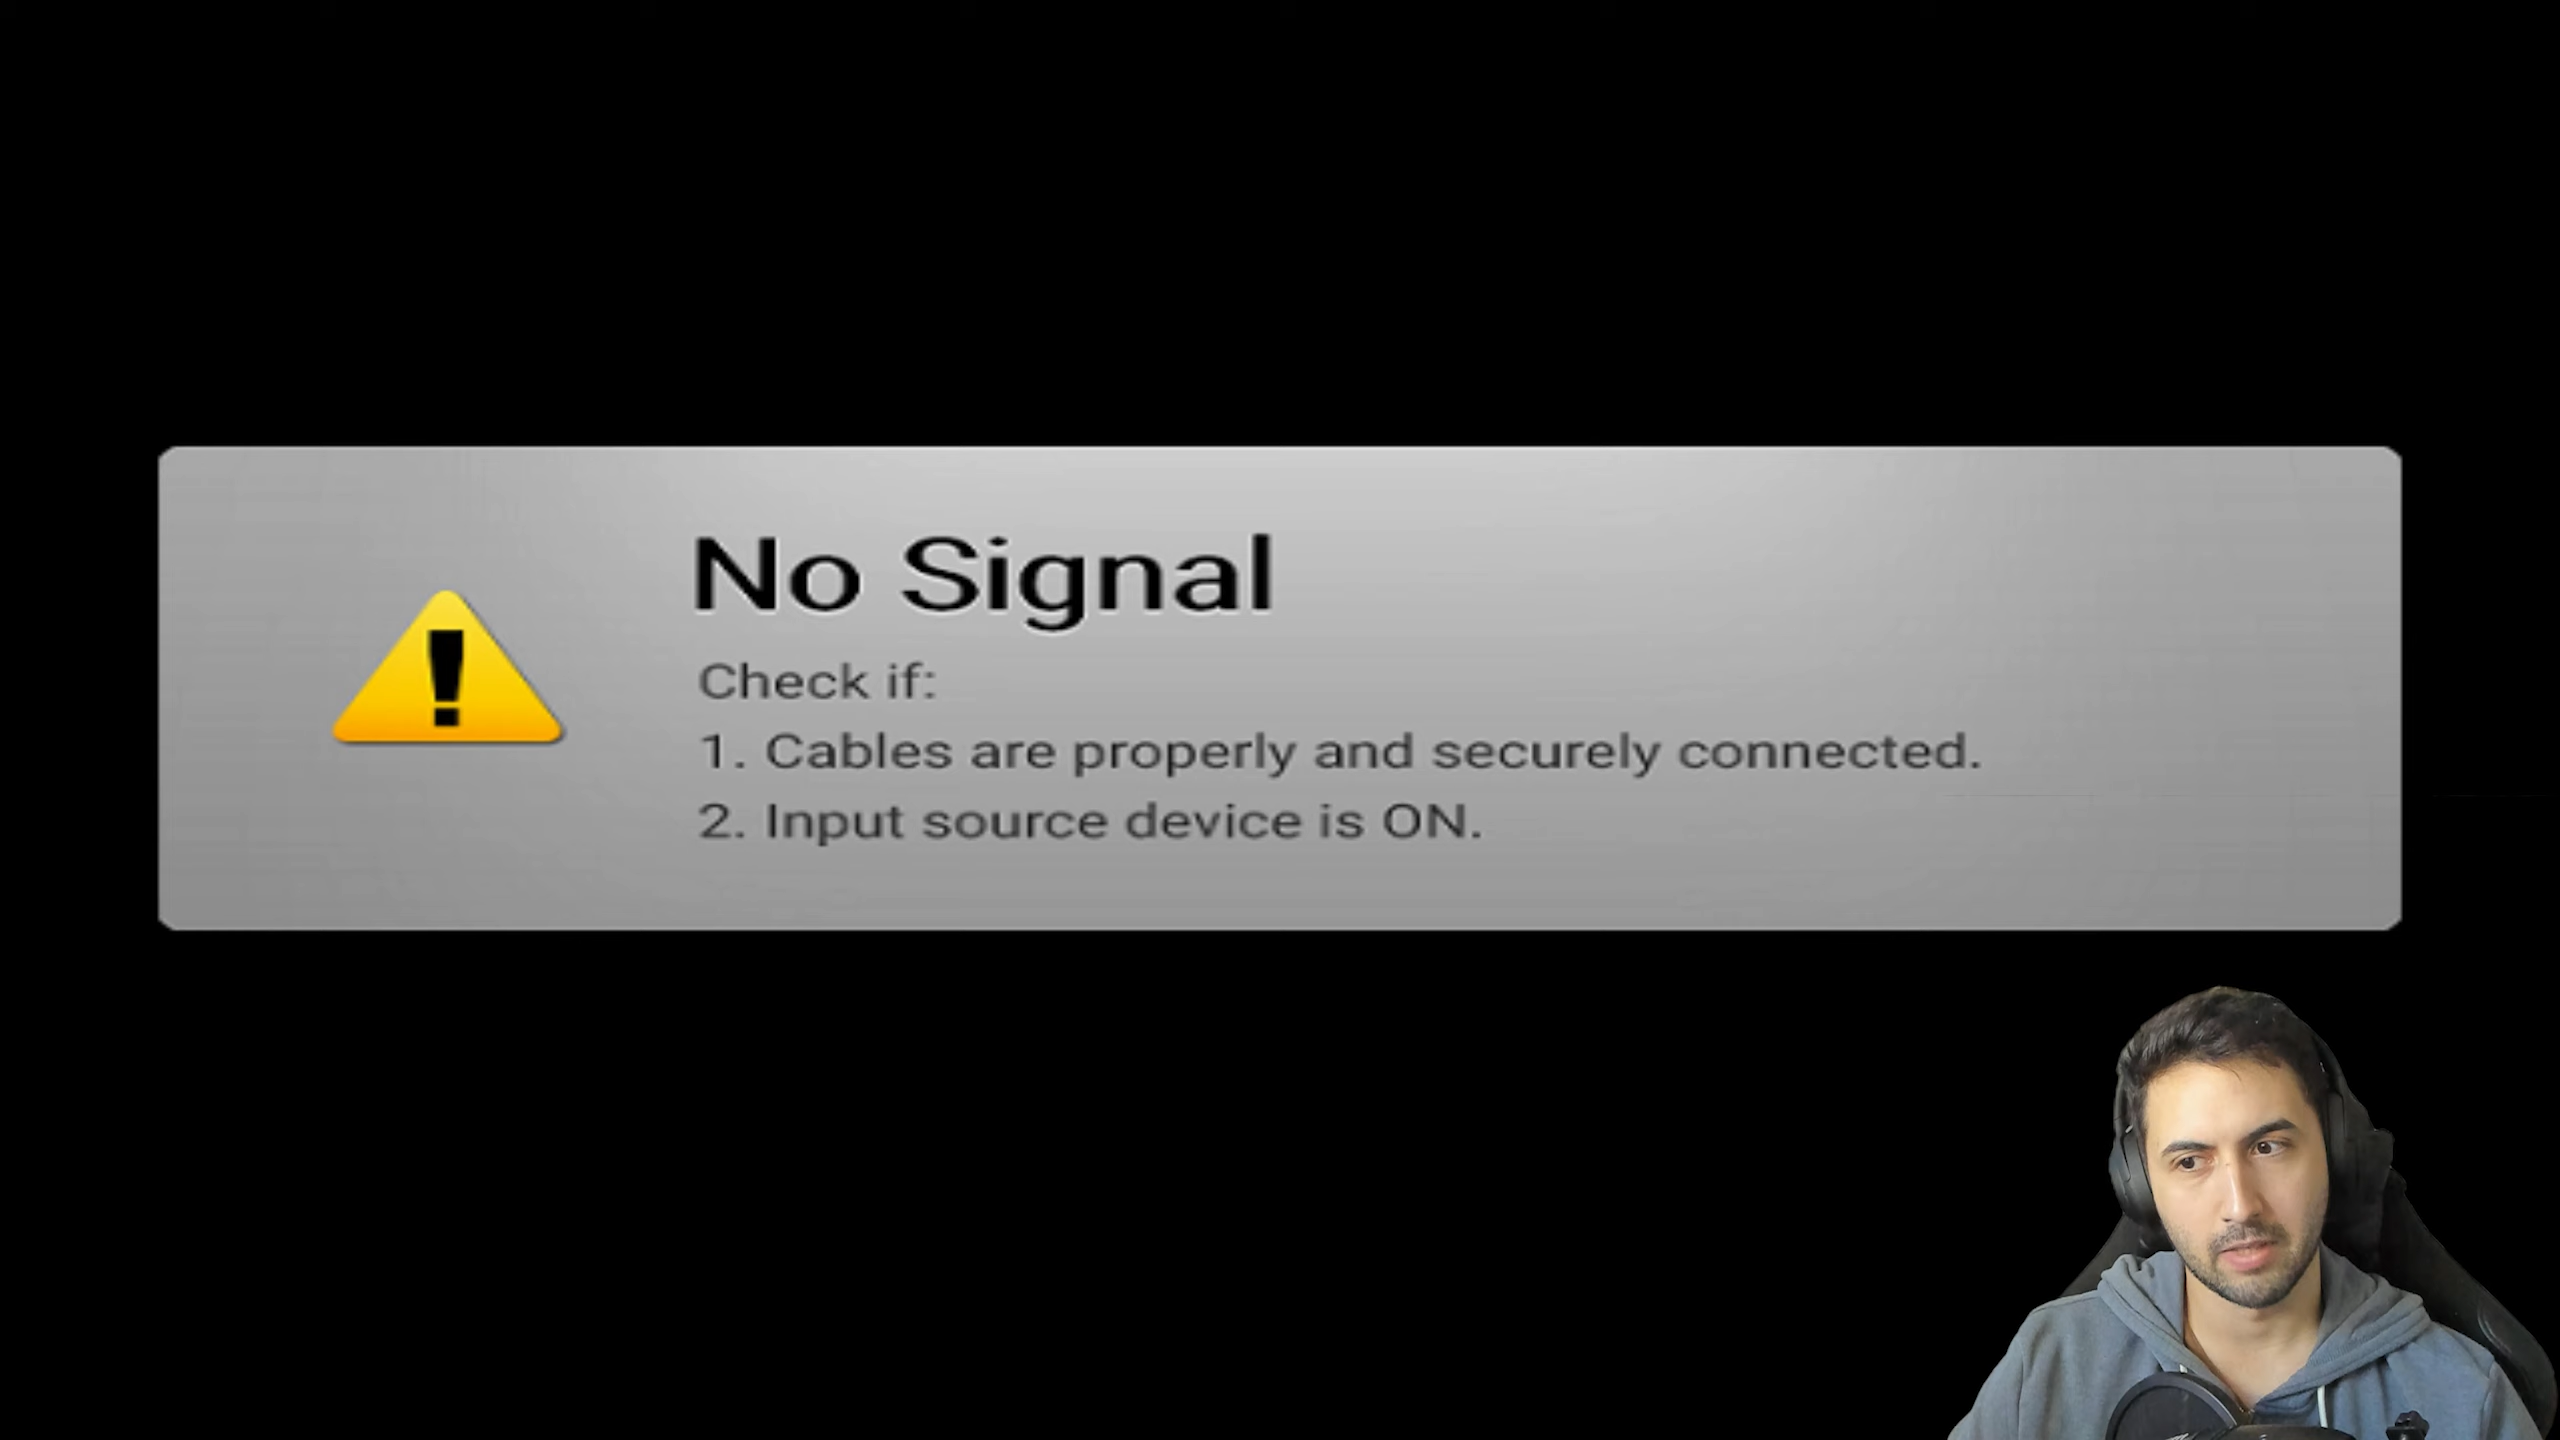 No Signal
Check if:
1. Cables are properly and securely connected.
2. Input source device is ON.